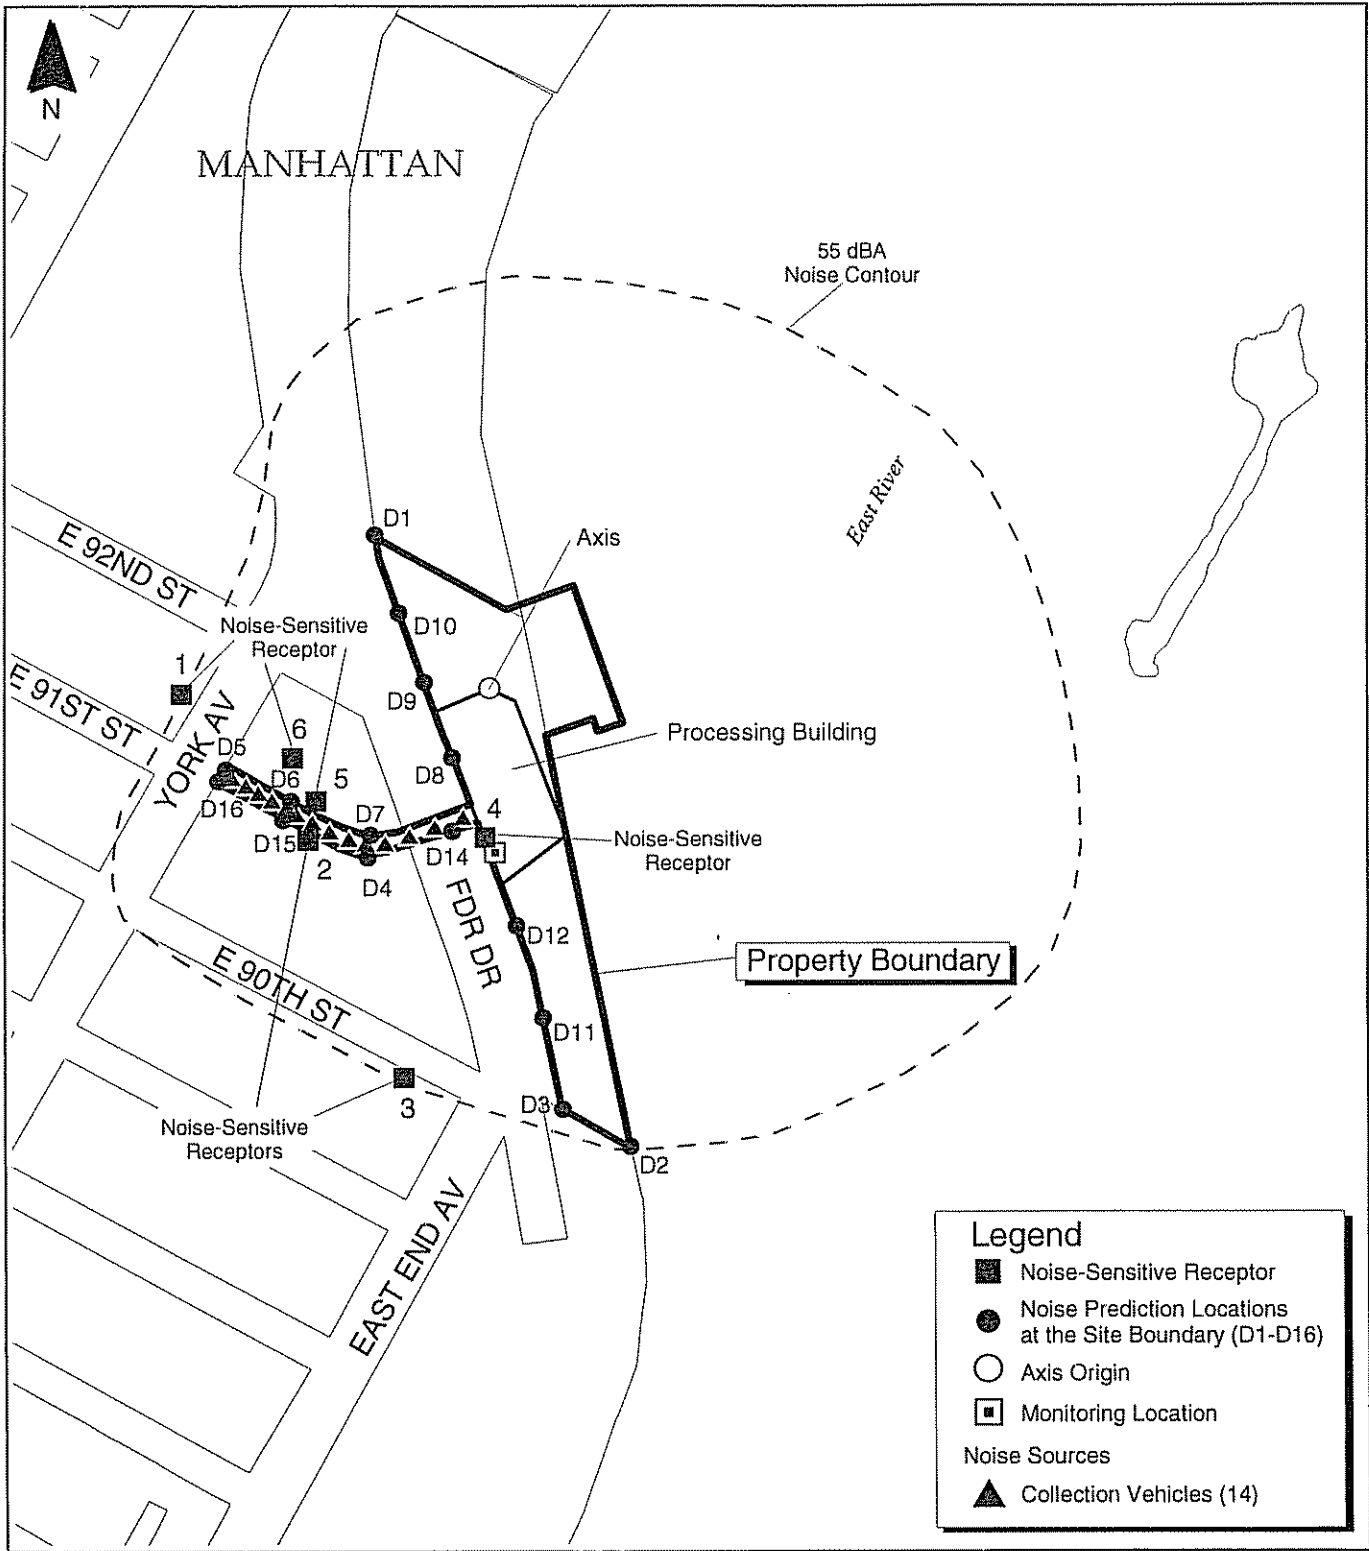 N
MANHATTAN
55 dBA
Noise Contour
East River
D1
Axis
E 92ND ST
D10
Noise-Sensitive
Receptor
1
E 91ST ST
D9
YORK AV
6
Processing Building
D5
D8
D6
5
D16
D7
4
D15
D14
Noise-Sensitive
Receptor
2
D4
FDR DR
D12
E 90TH ST
Property Boundary
D11
D3
3
Noise-Sensitive
Receptors
D2
EAST END AV
Legend
Noise-Sensitive Receptor
Noise Prediction Locations
at the Site Boundary (D1-D16)
Axis Origin
Monitoring Location
Noise Sources
Collection Vehicles (14)